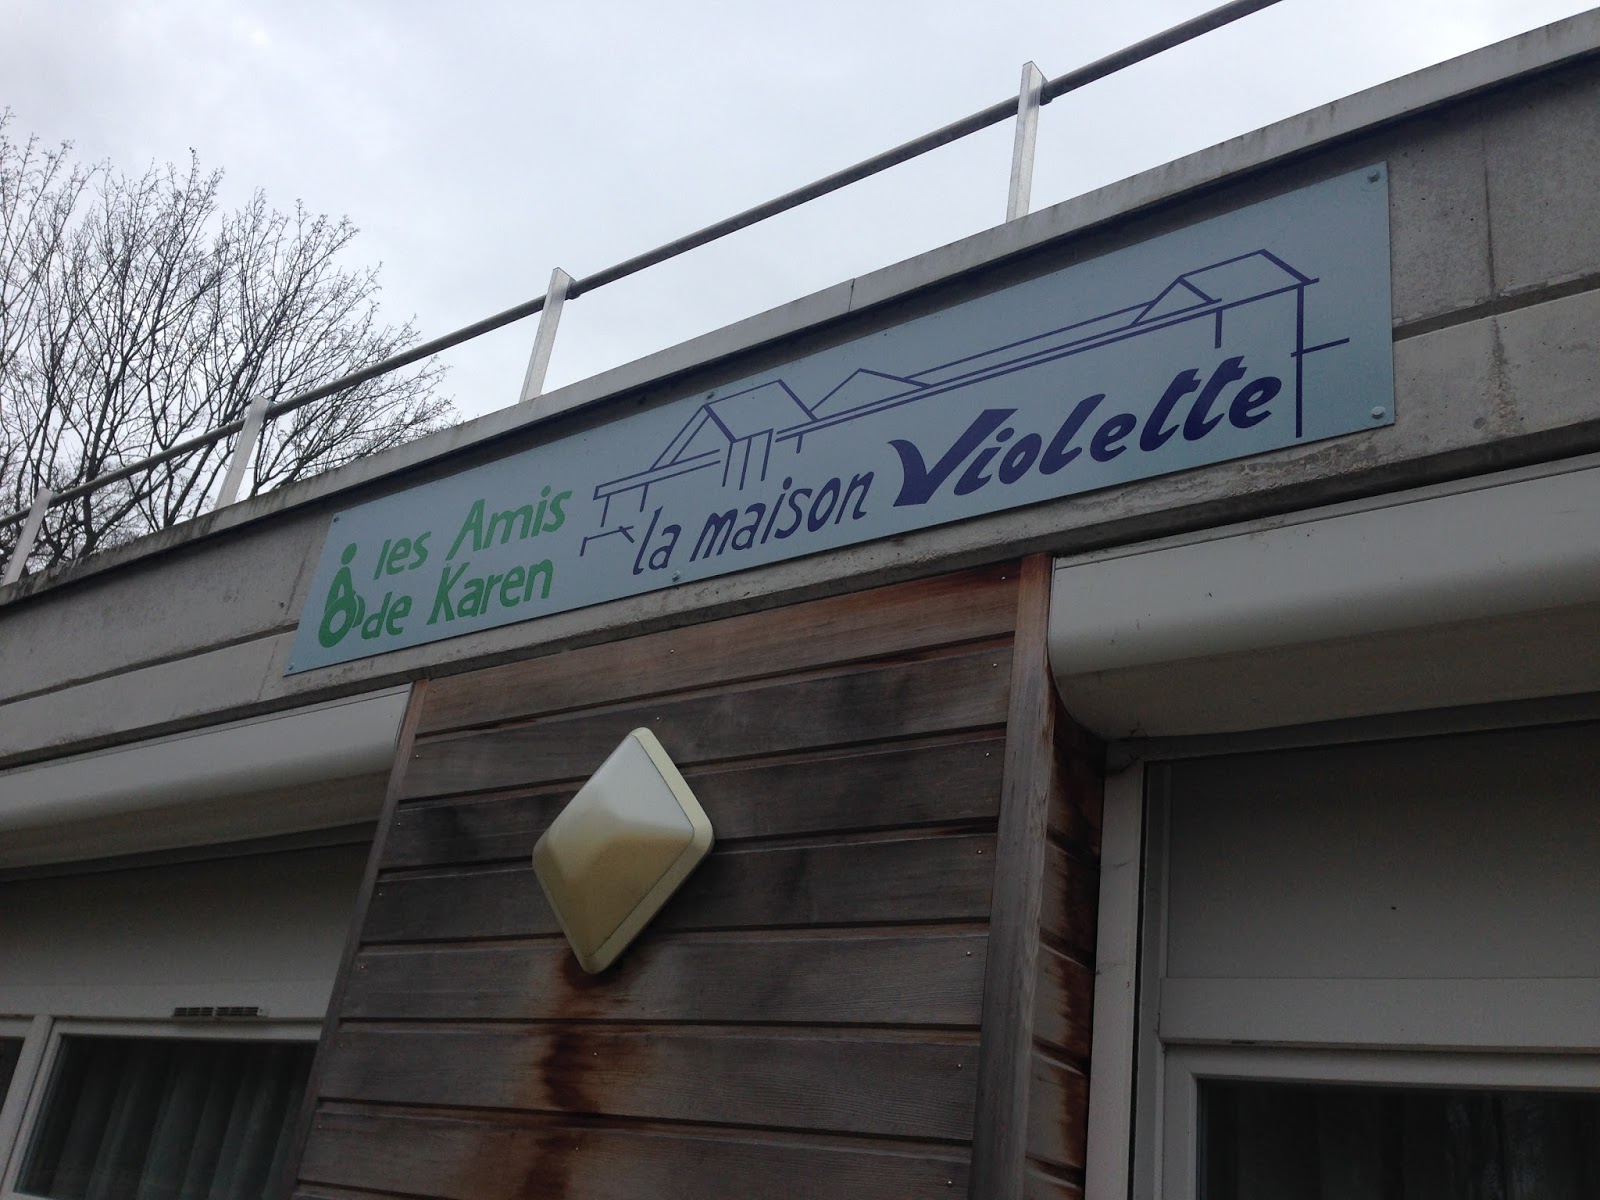 les Amis
de Karen
la maison Violette